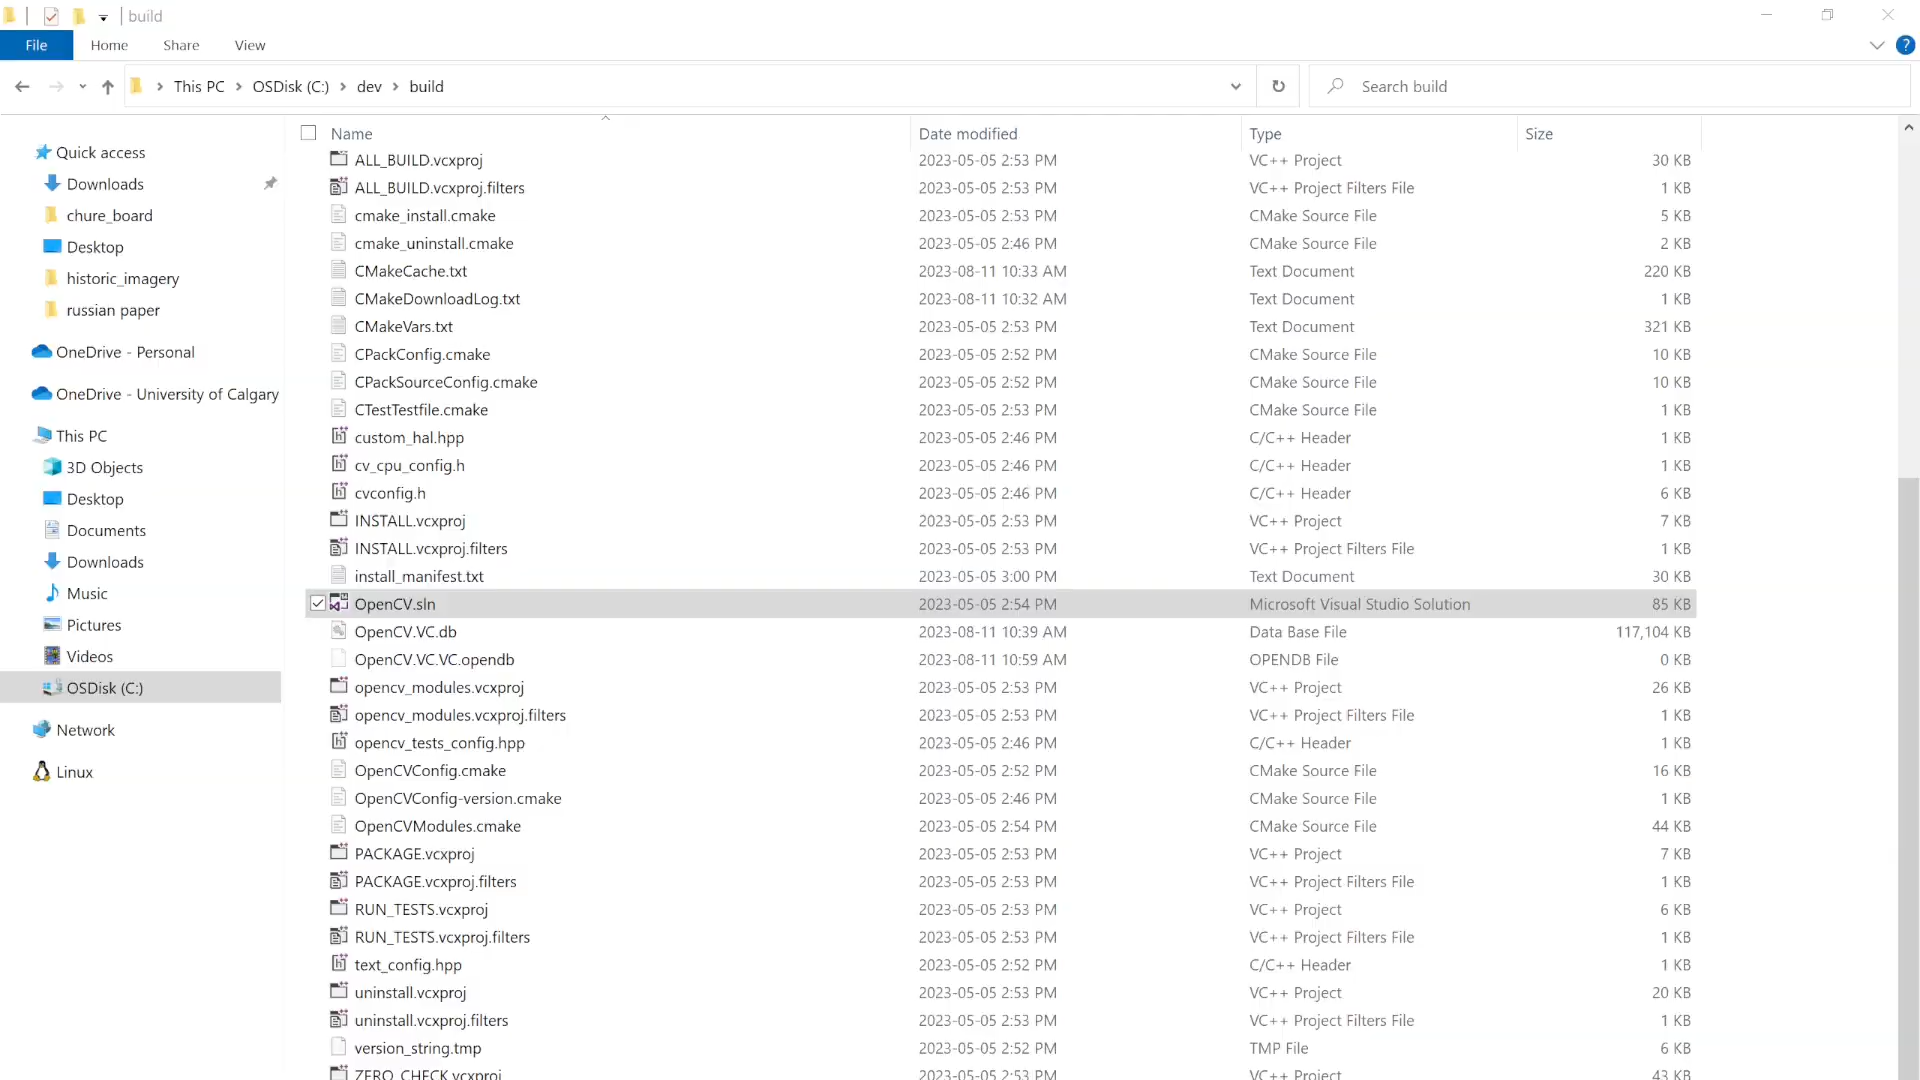 build
File Home Share View
This PC OSDisk (C:) dev build Search build
Name Date modified Type Size
Quick access
Downloads
chure_board
Desktop
historic_imagery
russian paper
OneDrive - Personal
OneDrive - University of Calgary
This PC
3D Objects
Desktop
Documents
Downloads
Music
Pictures
Videos
OSDisk (C:)
Network
Linux
ALL_BUILD.vcxproj 2023-05-05 2:53 PM VC++ Project 30 KB
ALL_BUILD.vcxproj.filters 2023-05-05 2:53 PM VC++ Project Filters File 1 KB
cmake_install.cmake 2023-05-05 2:53 PM CMake Source File 5 KB
cmake_uninstall.cmake 2023-05-05 2:46 PM CMake Source File 2 KB
CMakeCache.txt 2023-08-11 10:33 AM Text Document 220 KB
CMakeDownloadLog.txt 2023-08-11 10:32 AM Text Document 1 KB
CMakeVars.txt 2023-05-05 2:53 PM Text Document 321 KB
CPackConfig.cmake 2023-05-05 2:52 PM CMake Source File 10 KB
CPackSourceConfig.cmake 2023-05-05 2:52 PM CMake Source File 10 KB
CTestTestfile.cmake 2023-05-05 2:53 PM CMake Source File 1 KB
custom_hal.hpp 2023-05-05 2:46 PM C/C++ Header 1 KB
cv_cpu_config.h 2023-05-05 2:46 PM C/C++ Header 1 KB
cvconfig.h 2023-05-05 2:46 PM C/C++ Header 6 KB
INSTALL.vcxproj 2023-05-05 2:53 PM VC++ Project 7 KB
INSTALL.vcxproj.filters 2023-05-05 2:53 PM VC++ Project Filters File 1 KB
install_manifest.txt 2023-05-05 3:00 PM Text Document 30 KB
OpenCV.sln 2023-05-05 2:54 PM Microsoft Visual Studio Solution 85 KB
OpenCV.VC.db 2023-08-11 10:39 AM Data Base File 117,104 KB
OpenCV.VC.VC.opendb 2023-08-11 10:59 AM OPENDB File 0 KB
opencv_modules.vcxproj 2023-05-05 2:53 PM VC++ Project 26 KB
opencv_modules.vcxproj.filters 2023-05-05 2:53 PM VC++ Project Filters File 1 KB
opencv_tests_config.hpp 2023-05-05 2:46 PM C/C++ Header 1 KB
OpenCVConfig.cmake 2023-05-05 2:52 PM CMake Source File 16 KB
OpenCVConfig-version.cmake 2023-05-05 2:46 PM CMake Source File 1 KB
OpenCVModules.cmake 2023-05-05 2:54 PM CMake Source File 44 KB
PACKAGE.vcxproj 2023-05-05 2:53 PM VC++ Project 7 KB
PACKAGE.vcxproj.filters 2023-05-05 2:53 PM VC++ Project Filters File 1 KB
RUN_TESTS.vcxproj 2023-05-05 2:53 PM VC++ Project 6 KB
RUN_TESTS.vcxproj.filters 2023-05-05 2:53 PM VC++ Project Filters File 1 KB
text_config.hpp 2023-05-05 2:52 PM C/C++ Header 1 KB
uninstall.vcxproj 2023-05-05 2:53 PM VC++ Project 20 KB
uninstall.vcxproj.filters 2023-05-05 2:53 PM VC++ Project Filters File 1 KB
version_string.tmp 2023-05-05 2:52 PM TMP File 6 KB
ZERO_CHECK.vcxproj 2023-05-05 2:53 PM VC++ Project 43 KB